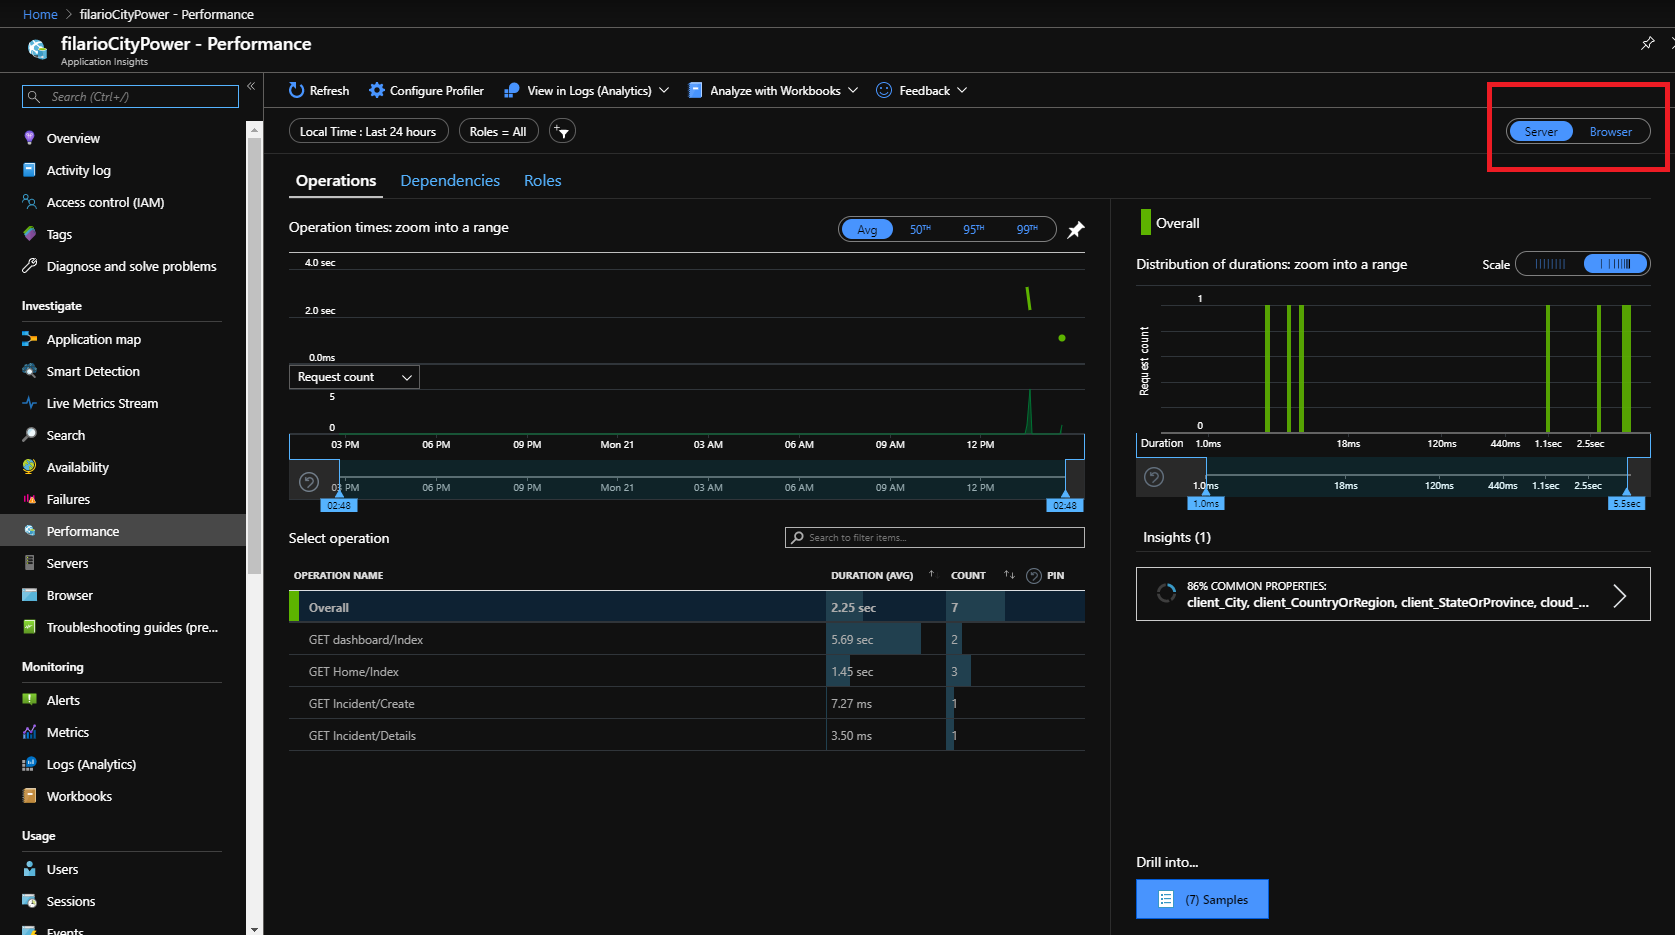 Home > filarioCityPower - Performance
filarioCityPower - Performance
Application Insights
Search (Ctrl+/)
«
Overview
Activity log
Access control (IAM)
Tags
Diagnose and solve problems
Investigate
Application map
Smart Detection
Live Metrics Stream
Search
Availability
Failures
Performance
Servers
Browser
Troubleshooting guides (pre...
Monitoring
Alerts
Metrics
Logs (Analytics)
Workbooks
Usage
Users
Sessions
Events
Refresh Configure Profiler View in Logs (Analytics) Analyze with Workbooks Feedback
Local Time : Last 24 hours Roles = All
Server Browser
Operations Dependencies Roles
Operation times: zoom into a range
Avg 50TH 95TH 99TH
4.0 sec
2.0 sec
0.0ms
Request count
5
0
03 PM 06 PM 09 PM Mon 21 03 AM 06 AM 09 AM 12 PM
03 PM 06 PM 09 PM Mon 21 03 AM 06 AM 09 AM 12 PM
02:48 02:48
Select operation
Search to filter items...
OPERATION NAME DURATION (AVG) COUNT PIN
Overall 2.25 sec 7
GET dashboard/Index 5.69 sec 2
GET Home/Index 1.45 sec 3
GET Incident/Create 7.27 ms 1
GET Incident/Details 3.50 ms 1
Overall
Distribution of durations: zoom into a range
Scale
1
Request count
0
Duration 1.0ms 18ms 120ms 440ms 1.1sec 2.5sec
1.0ms 18ms 120ms 440ms 1.1sec 2.5sec
1.0ms 5.5sec
Insights (1)
86% COMMON PROPERTIES:
client_City, client_CountryOrRegion, client_StateOrProvince, cloud_...
Drill into...
(7) Samples